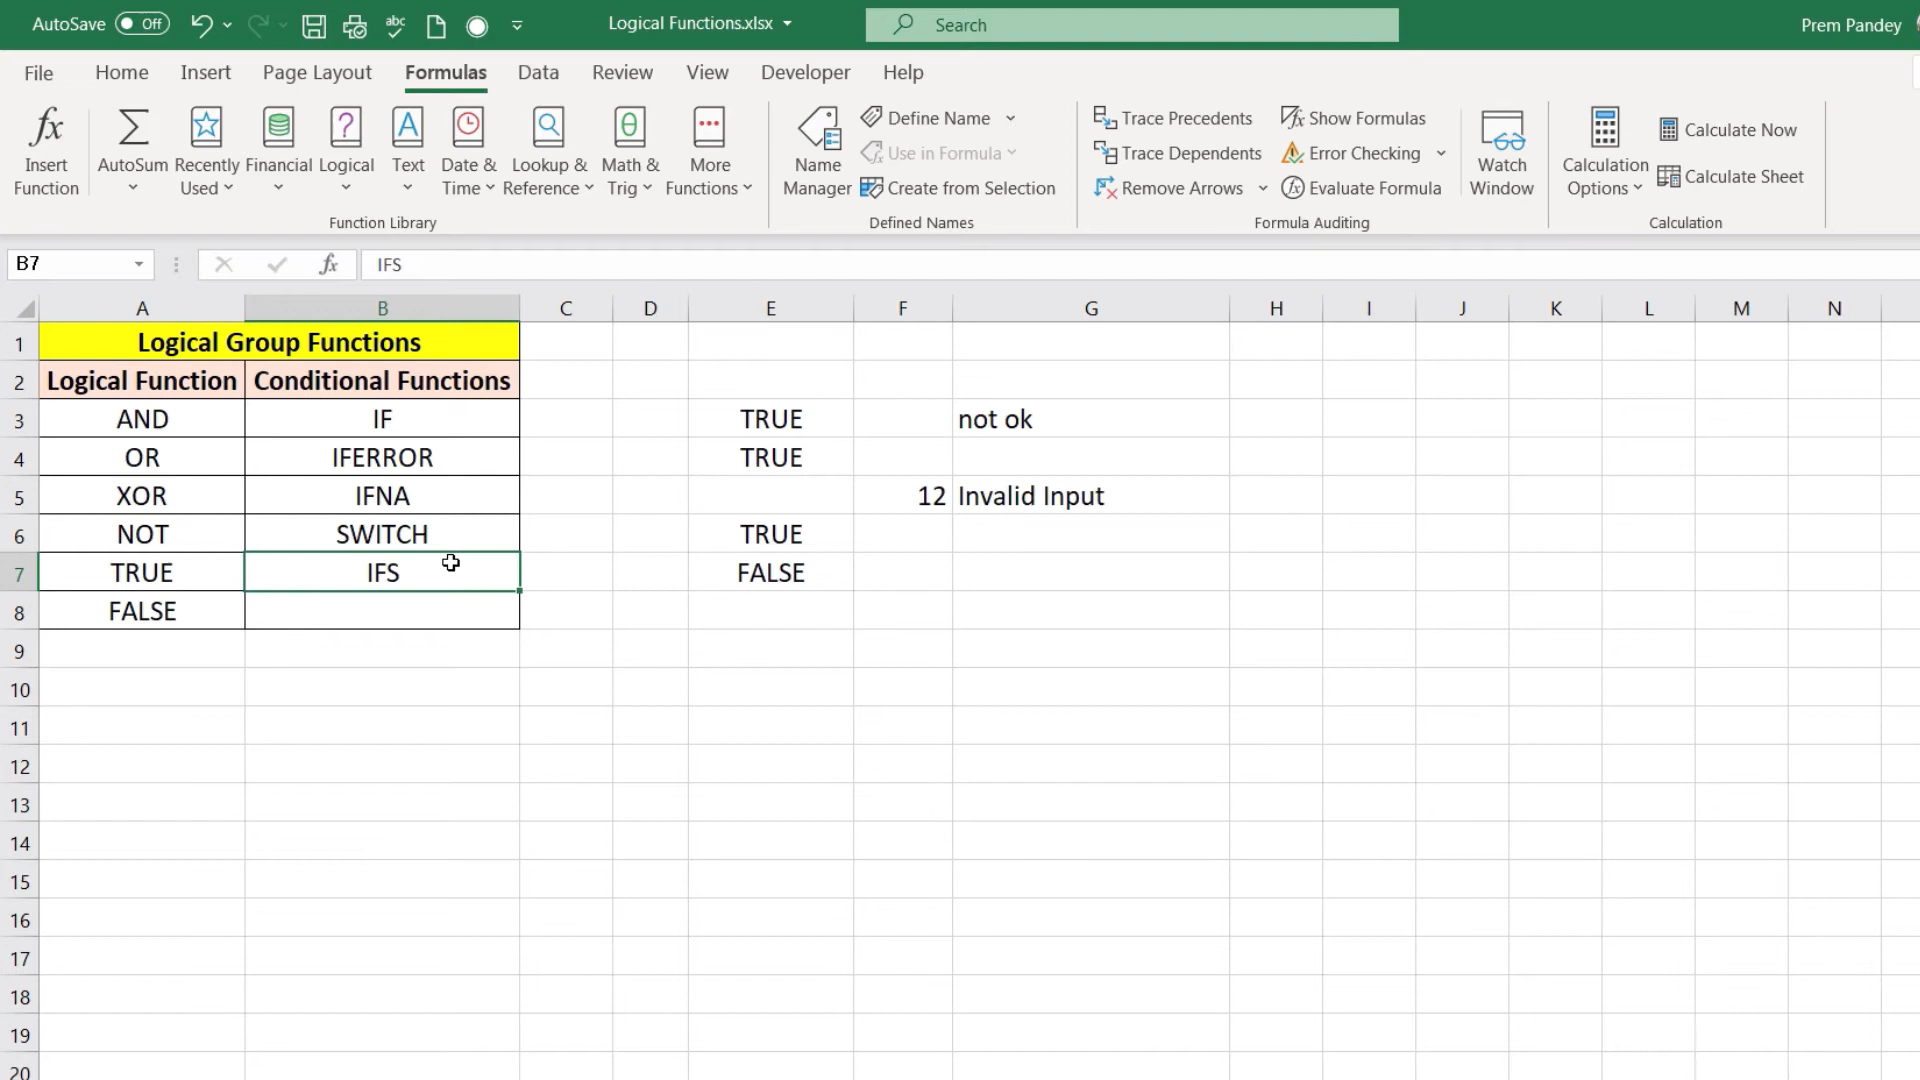 AutoSave Off abc Logical Functions.xlsx Search Prem Pandey
File Home Insert Page Layout Formulas Data Review View Developer Help
fx Insert Function
Σ AutoSum
Recently Used
Financial
? Logical
A Text
Date & Time
Lookup & Reference
θ Math & Trig
More Functions
Function Library
Name Manager
Define Name
Use in Formula
Create from Selection
Defined Names
Trace Precedents
Trace Dependents
Remove Arrows
fx Show Formulas
Error Checking
fx Evaluate Formula
Formula Auditing
Watch Window
Calculation Options
Calculate Now
Calculate Sheet
Calculation
B7 fx IFS
A B C D E F G H I J K L M N
1 Logical Group Functions
2 Logical Function Conditional Functions
3 AND IF TRUE not ok
4 OR IFERROR TRUE
5 XOR IFNA 12 Invalid Input
6 NOT SWITCH TRUE
7 TRUE IFS FALSE
8 FALSE
9
10
11
12
13
14
15
16
17
18
19
20